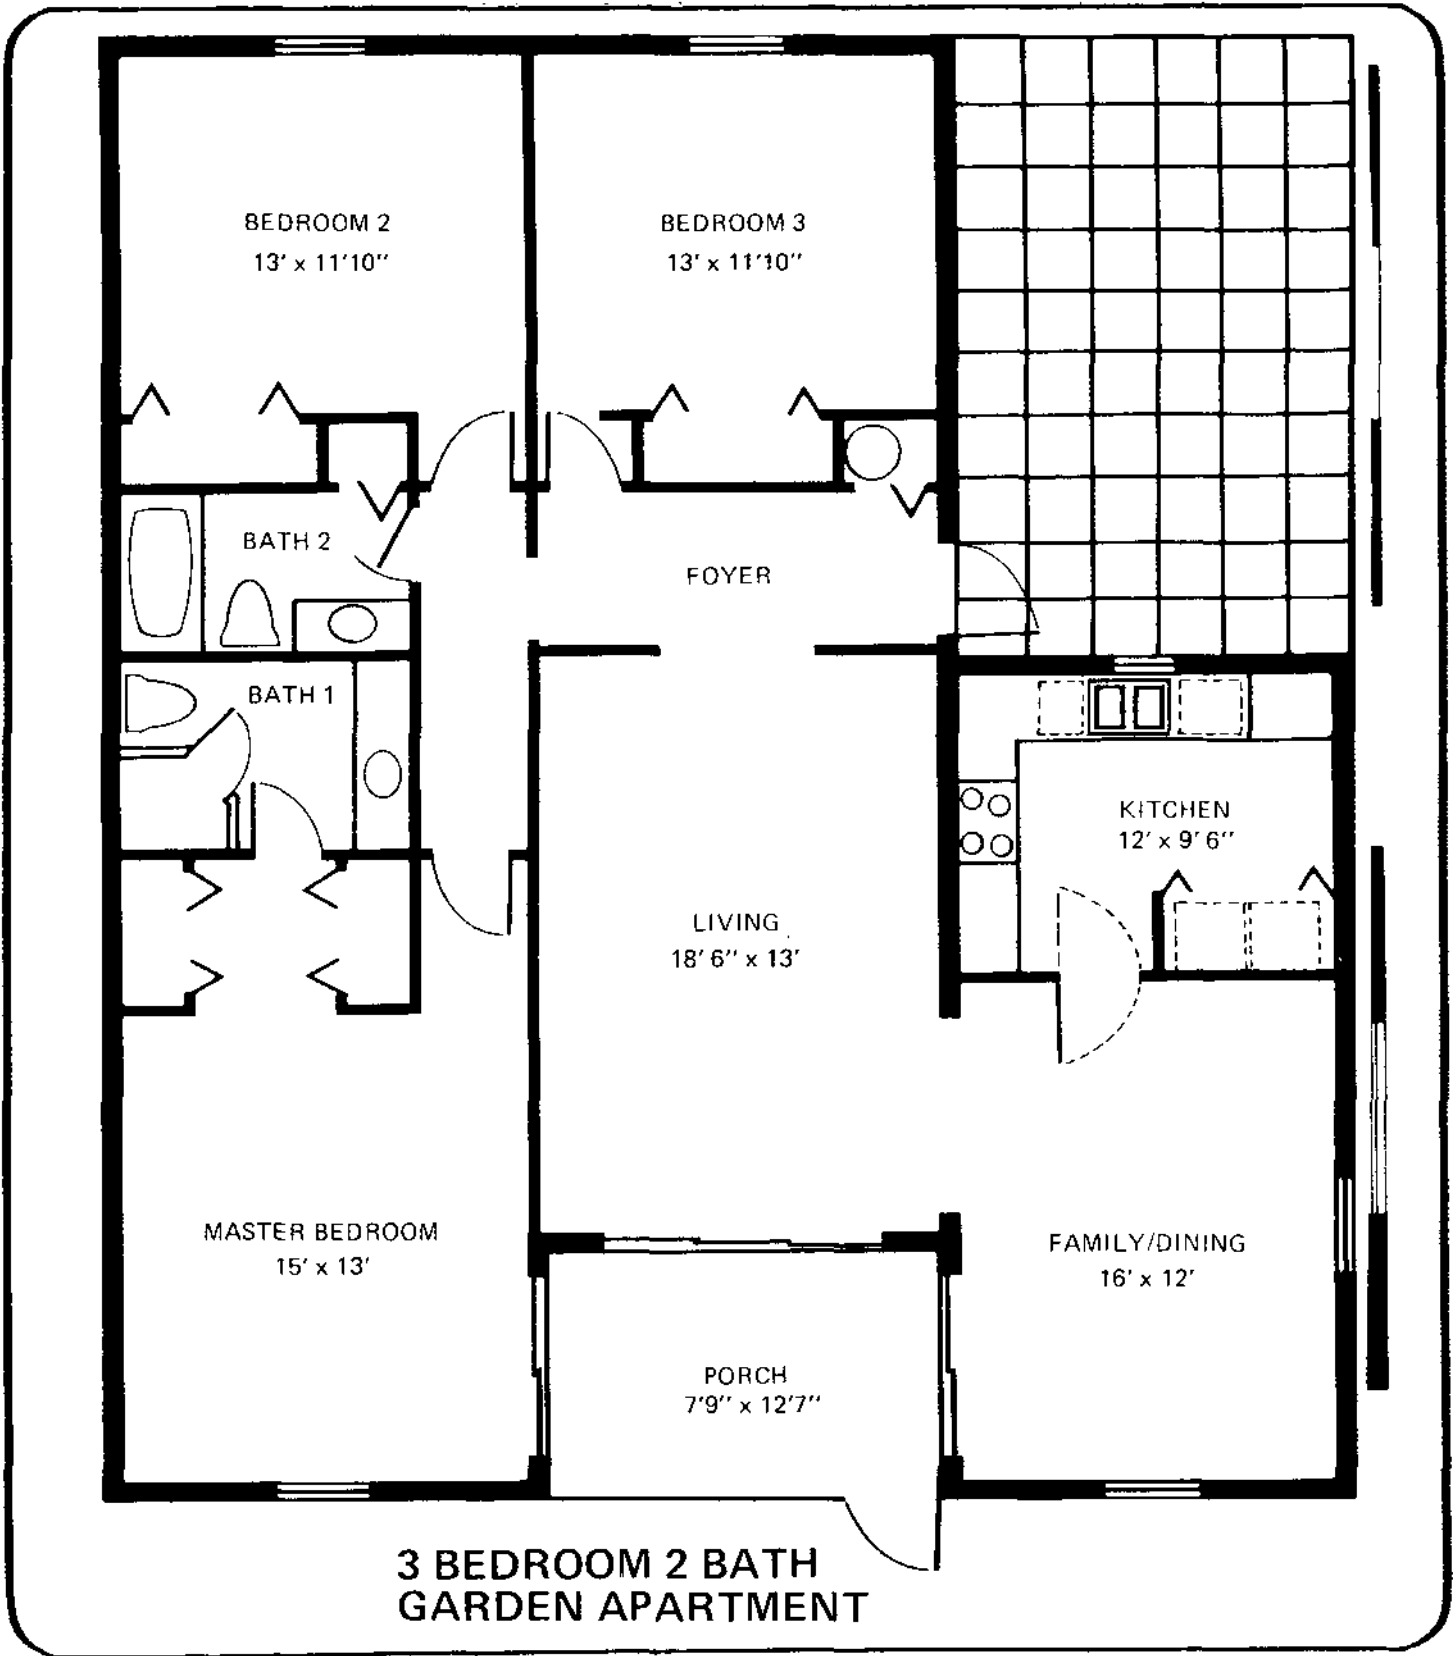 BEDROOM 2
13' x 11'10"
BEDROOM 3
13' x 11'10"
BATH 2
FOYER
BATH 1
KITCHEN
12' x 9'6"
LIVING
18'6" x 13'
MASTER BEDROOM
15' x 13'
FAMILY/DINING
16' x 12'
PORCH
7'9" x 12'7"
3 BEDROOM 2 BATH
GARDEN APARTMENT